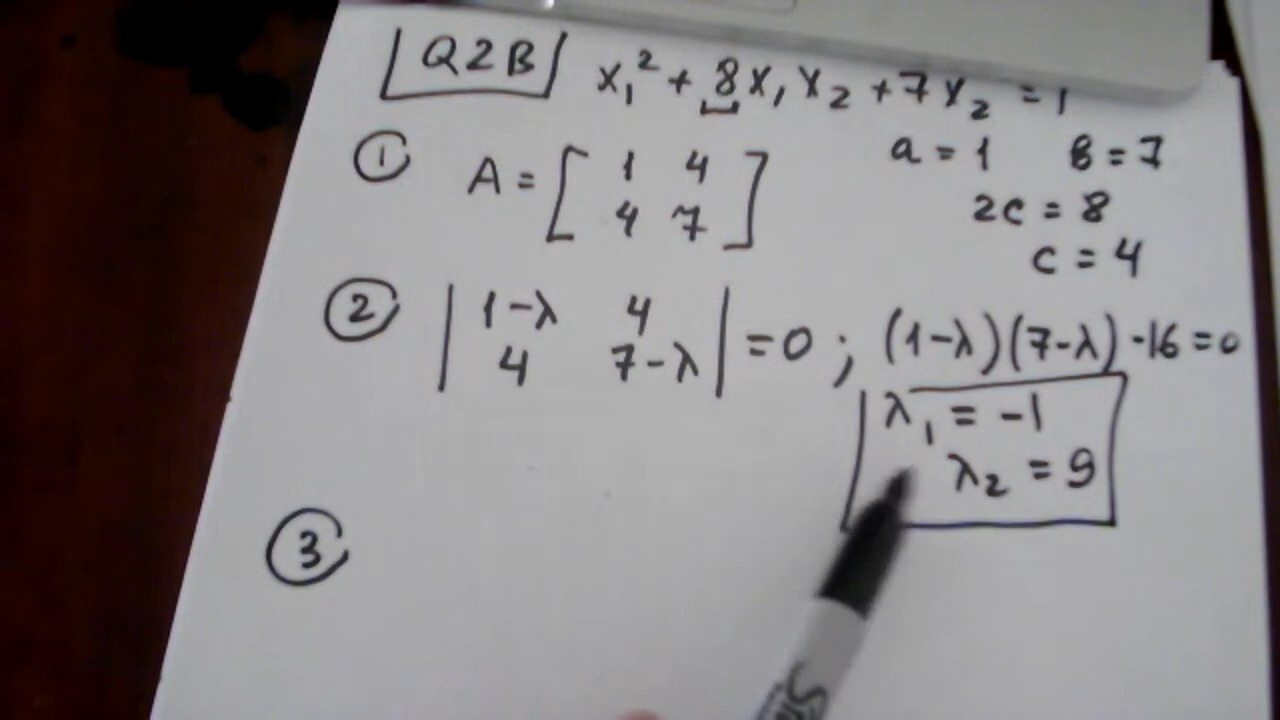 Q2B x₁² + 8x₁x₂ + 7x₂ = 1
① A = [ 1 4 a = 1 8 = 7
4 7 ] 2c = 8
c = 4
② | 1-λ 4
4 7-λ | = 0 ; (1-λ)(7-λ) -16 = 0
λ₁ = -1
λ₂ = 9
③